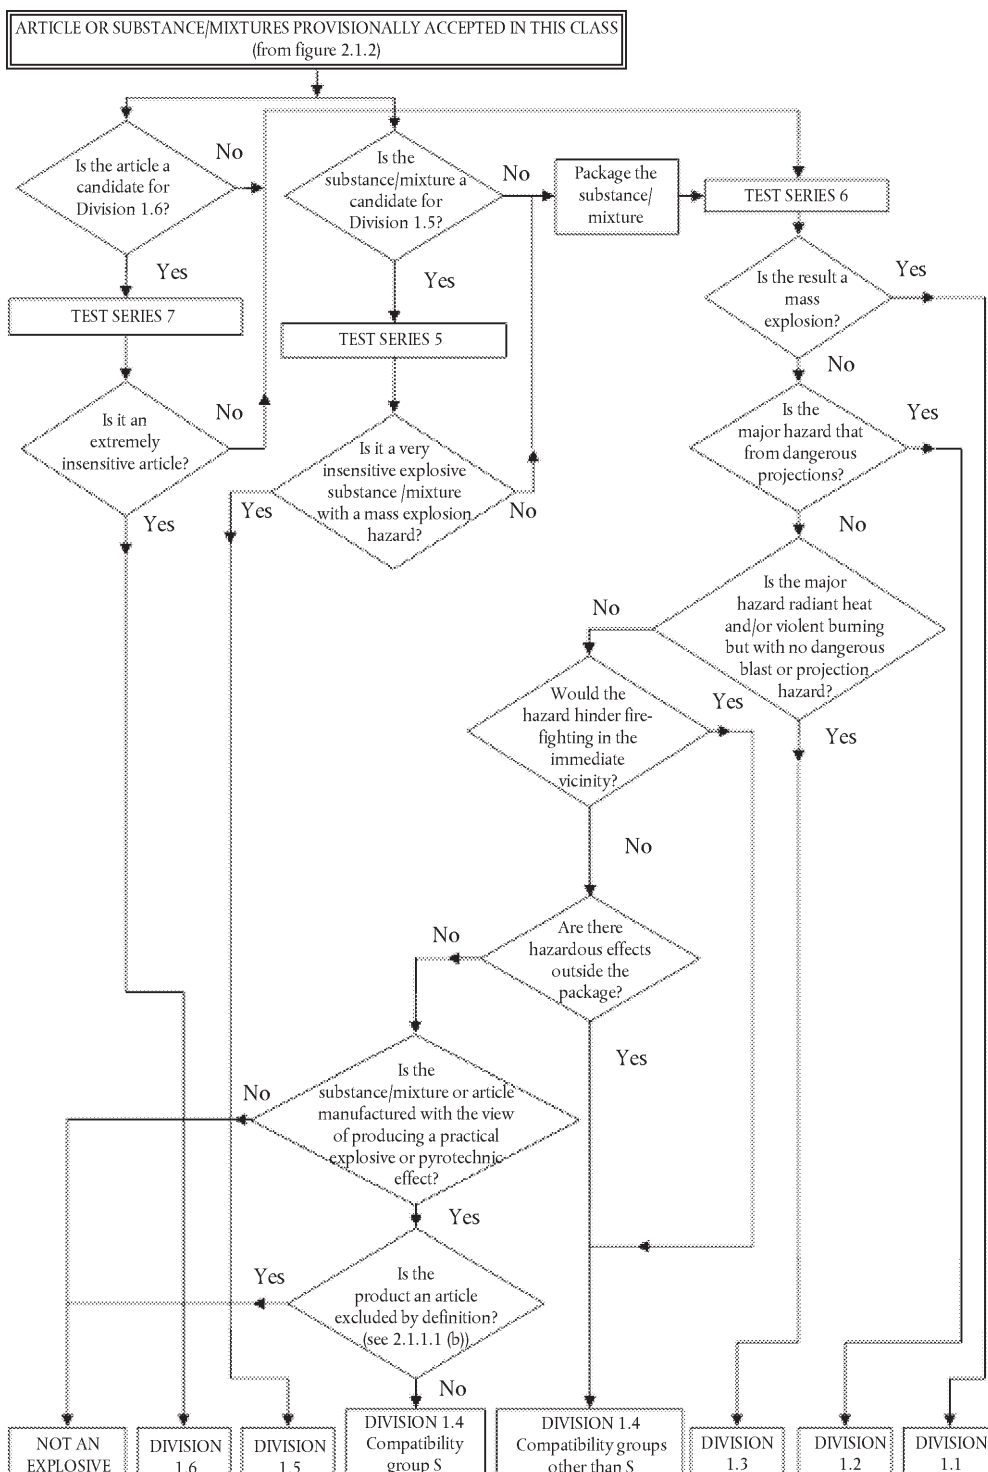 ARTICLE OR SUBSTANCE/MIXTURES PROVISIONALLY ACCEPTED IN THIS CLASS
(from figure 2.1.2)
Is the article a
candidate for
Division 1.6?
No
Yes
TEST SERIES 7
Is it an
extremely
insensitive article?
No
Yes
Is the
substance/mixture a
candidate for
Division 1.5?
No
Yes
TEST SERIES 5
Is it a very
insensitive explosive
substance /mixture
with a mass explosion
hazard?
Yes
No
Package the
substance/
mixture
TEST SERIES 6
Is the result a
mass
explosion?
Yes
No
Is the
major hazard that
from dangerous
projections?
Yes
No
Is the major
hazard radiant heat
and/or violent burning
but with no dangerous
blast or projection
hazard?
No
Yes
Would the
hazard hinder fire-
fighting in the
immediate
vicinity?
Yes
No
Are there
hazardous effects
outside the
package?
No
Yes
Is the
substance/mixture or article
manufactured with the view
of producing a practical
explosive or pyrotechnic
effect?
No
Yes
Is the
product an article
excluded by definition?
(see 2.1.1.1 (b))
Yes
No
NOT AN
EXPLOSIVE
DIVISION
1.6
DIVISION
1.5
DIVISION 1.4
Compatibility
group S
DIVISION 1.4
Compatibility groups
other than S
DIVISION
1.3
DIVISION
1.2
DIVISION
1.1